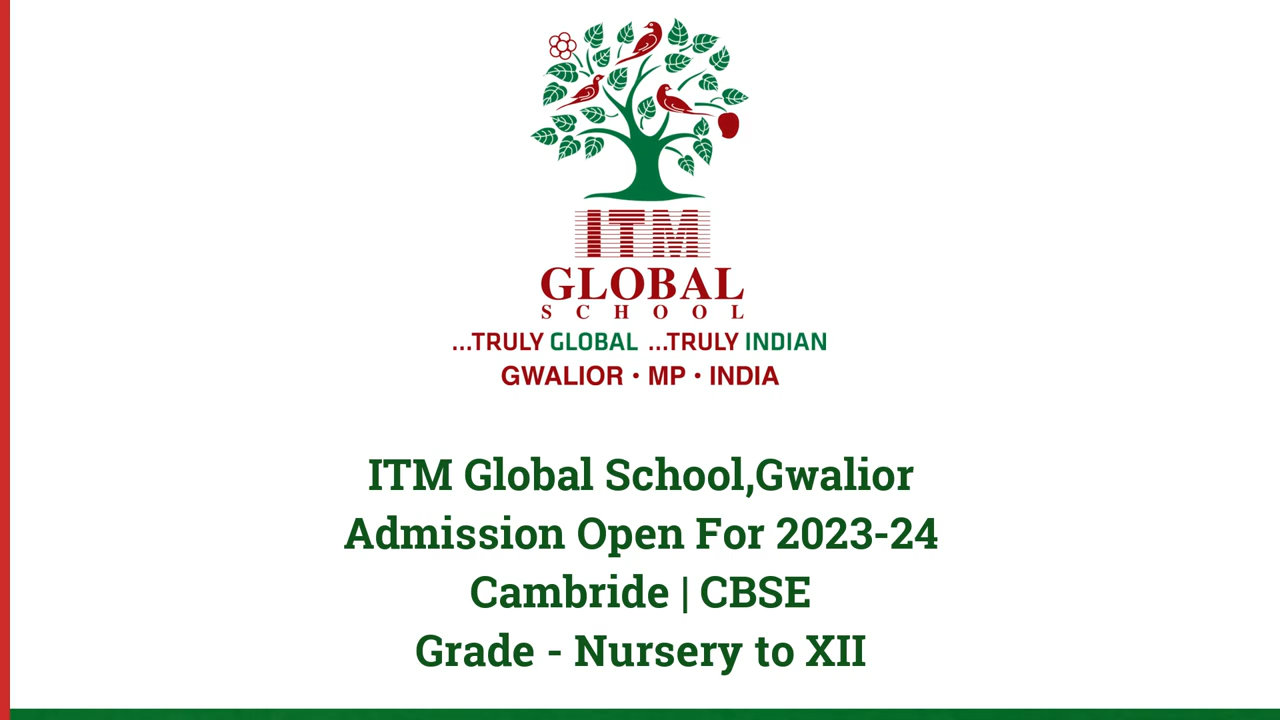 ITM
GLOBAL
SCHOOL
...TRULY GLOBAL ...TRULY INDIAN
GWALIOR • MP • INDIA
ITM Global School,Gwalior
Admission Open For 2023-24
Cambride | CBSE
Grade - Nursery to XII